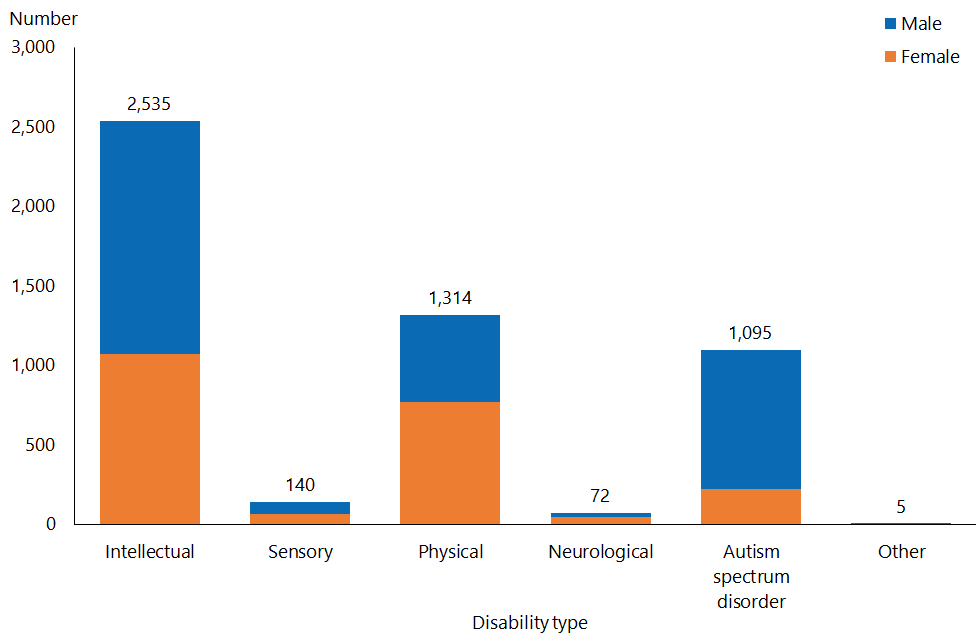 Number
Male
Female
3,000
2,500
2,000
1,500
1,000
500
0
2,535
140
1,314
72
1,095
5
Intellectual
Sensory
Physical
Neurological
Autism
spectrum
disorder
Other
Disability type